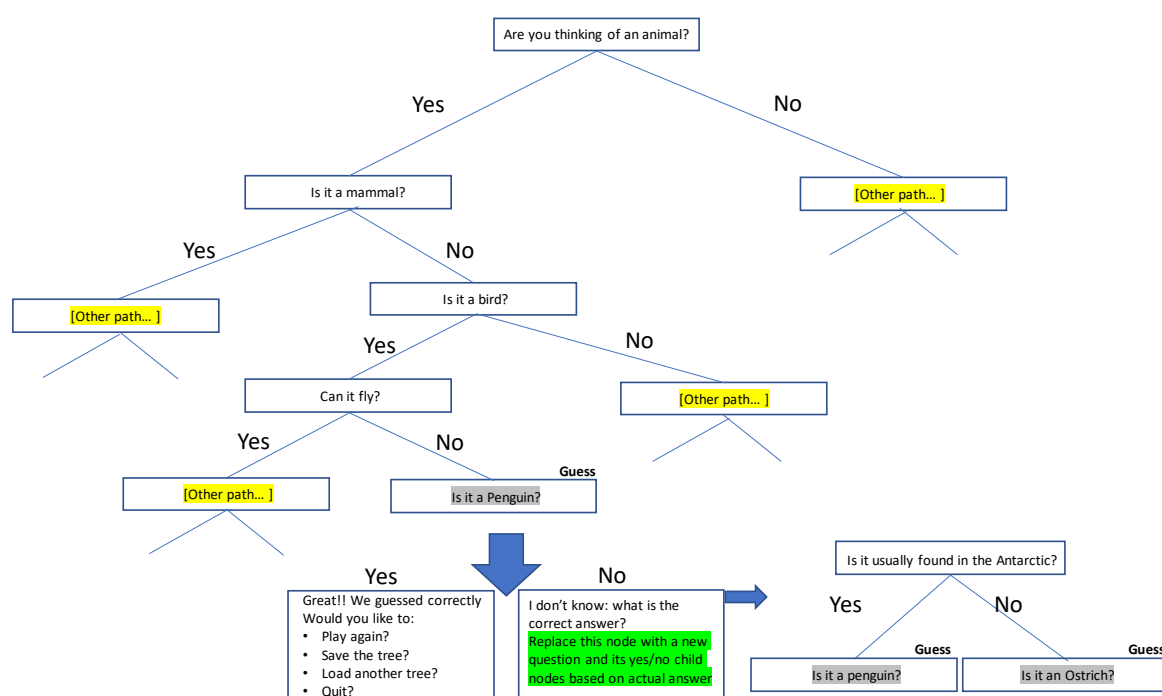 Are you thinking of an animal?
Yes
No
Is it a mammal?
[Other path... ]
Yes
No
[Other path... ]
Is it a bird?
Yes
No
Can it fly?
[Other path... ]
Yes
No
Guess
[Other path... ]
Is it a Penguin?
Yes
No
Great!! We guessed correctly
Would you like to:
• Play again?
• Save the tree?
• Load another tree?
• Quit?
I don't know: what is the
correct answer?
Replace this node with a new
question and its yes/no child
nodes based on actual answer
Is it usually found in the Antarctic?
Yes
No
Guess
Guess
Is it a penguin?
Is it an Ostrich?